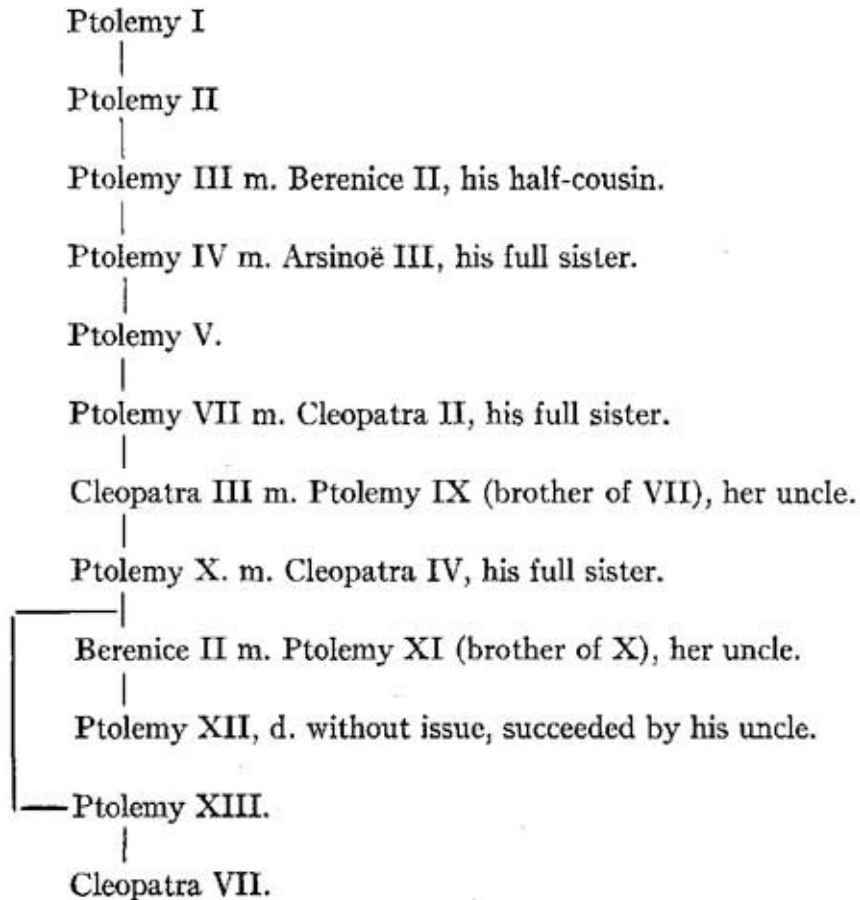 Ptolemy I
Ptolemy II
Ptolemy III m. Berenice II, his half-cousin.
Ptolemy IV m. Arsinoë III, his full sister.
Ptolemy V.
Ptolemy VII m. Cleopatra II, his full sister.
Cleopatra III m. Ptolemy IX (brother of VII), her uncle.
Ptolemy X. m. Cleopatra IV, his full sister.
Berenice II m. Ptolemy XI (brother of X), her uncle.
Ptolemy XII, d. without issue, succeeded by his uncle.
Ptolemy XIII.
Cleopatra VII.